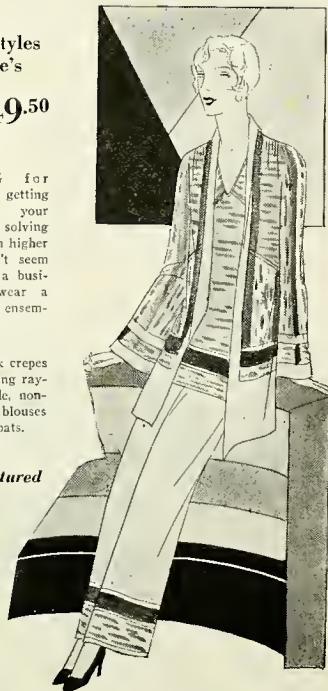 tyles
e's
9.50
for
getting
your
solving
higher
't seem
a busi-
wear a
ensem-
crepes
ing ray-
le, non-
blouses
oats.
tured